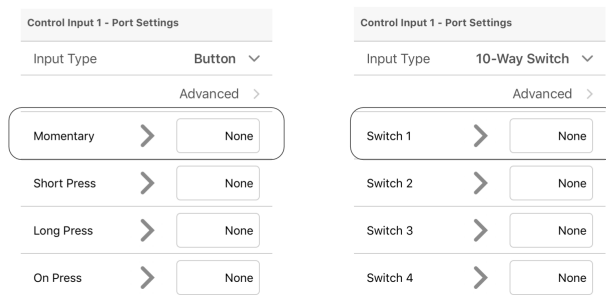 Control Input 1 - Port Settings
Input Type Button
Advanced
Momentary None
Short Press None
Long Press None
On Press None
Control Input 1 - Port Settings
Input Type 10-Way Switch
Advanced
Switch 1 None
Switch 2 None
Switch 3 None
Switch 4 None